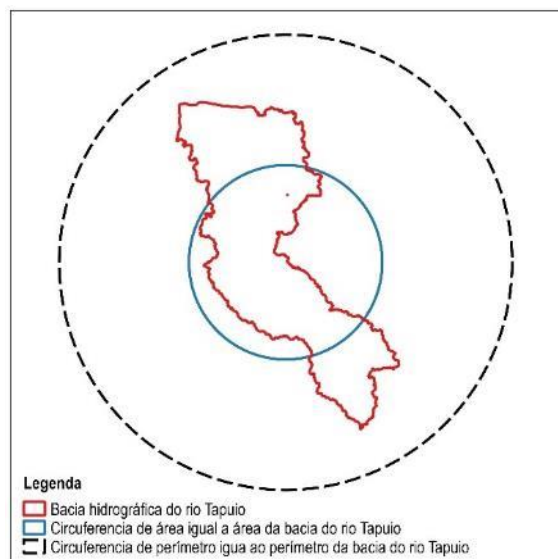 Legenda
Bacia hidrográfica do rio Tapuio
Circuferencia de área igual a área da bacia do rio Tapuio
Circuferencia de perímetro igua ao perímetro da bacia do rio Tapuio